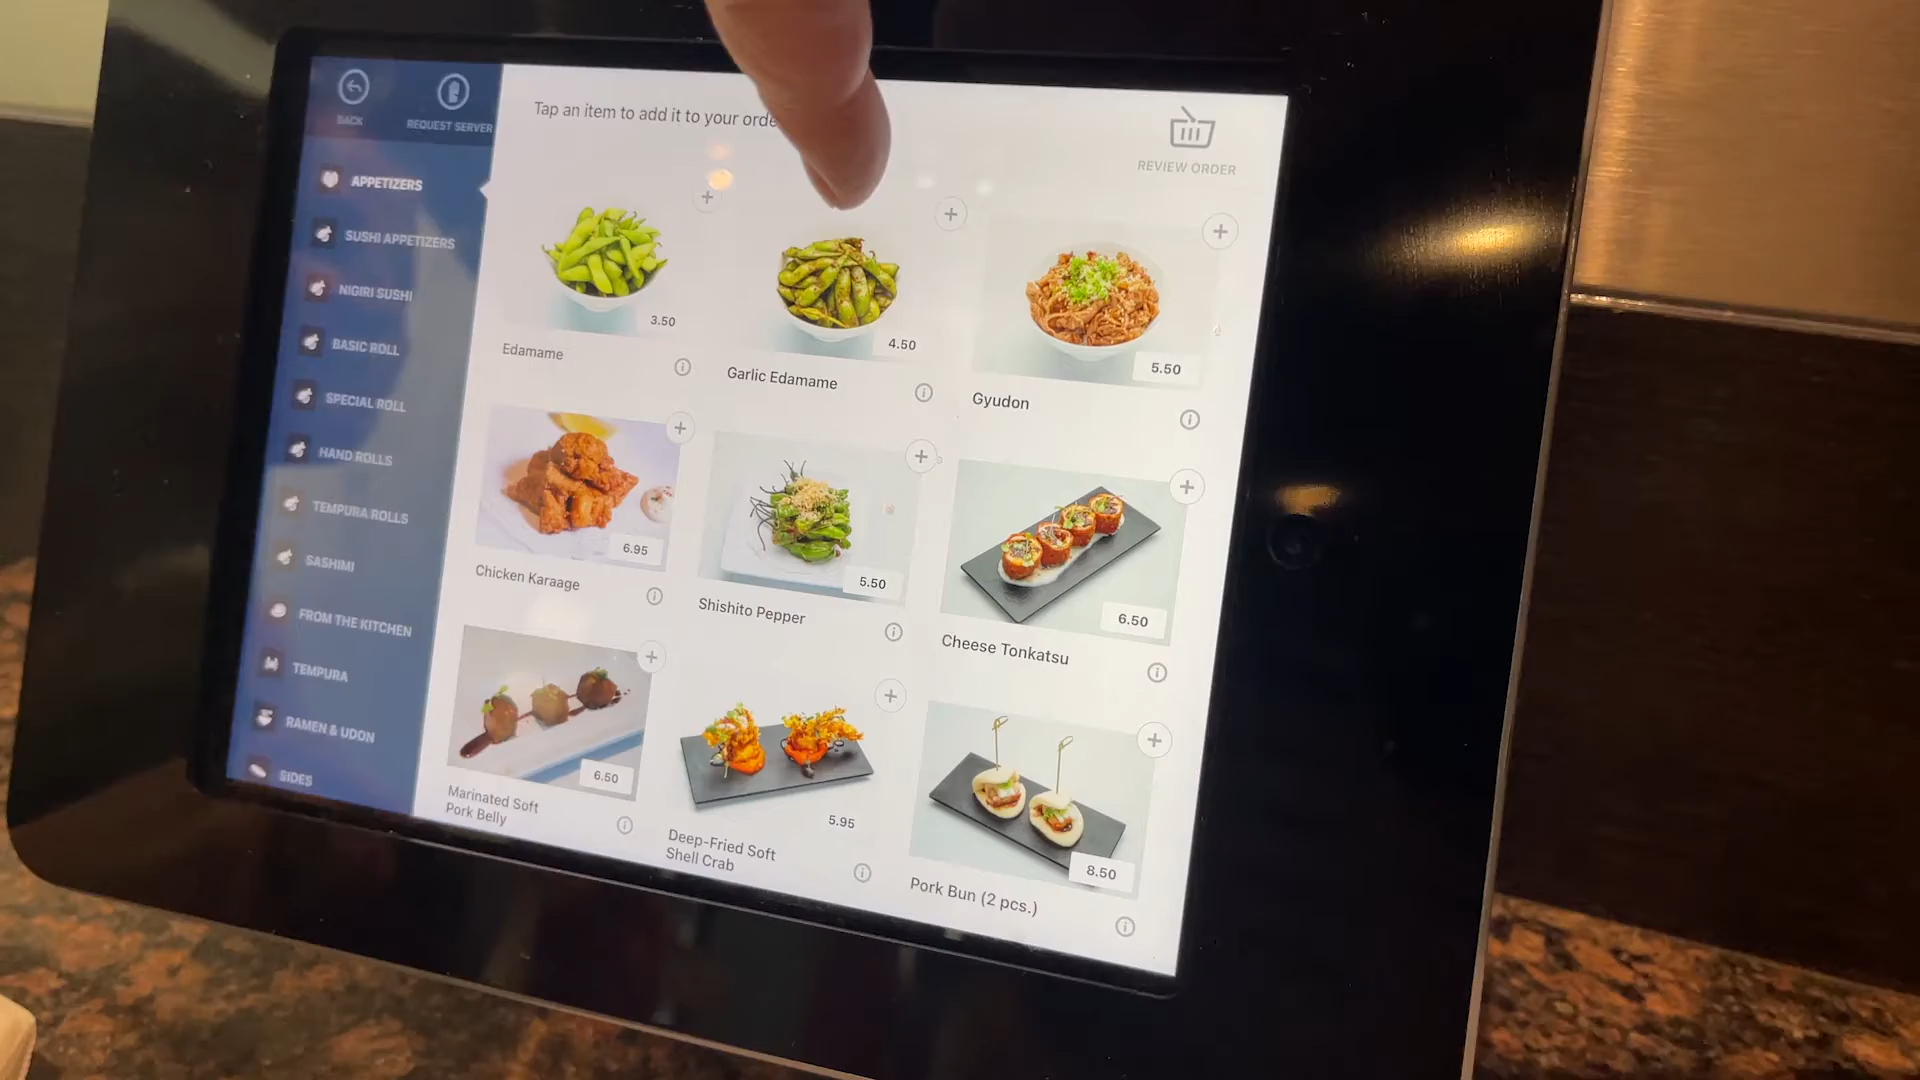 BACK
REQUEST SERVER
Tap an item to add it to your orde
REVIEW ORDER
APPETIZERS
SUSHI APPETIZERS
NIGIRI SUSHI
BASIC ROLL
SPECIAL ROLL
HAND ROLLS
TEMPURA ROLLS
SASHIMI
FROM THE KITCHEN
TEMPURA
RAMEN & UDON
SIDES
3.50
Edamame
4.50
Garlic Edamame
5.50
Gyudon
6.95
Chicken Karaage
5.50
Shishito Pepper
6.50
Cheese Tonkatsu
6.50
Marinated Soft
Pork Belly
5.95
Deep-Fried Soft
Shell Crab
8.50
Pork Bun (2 pcs.)